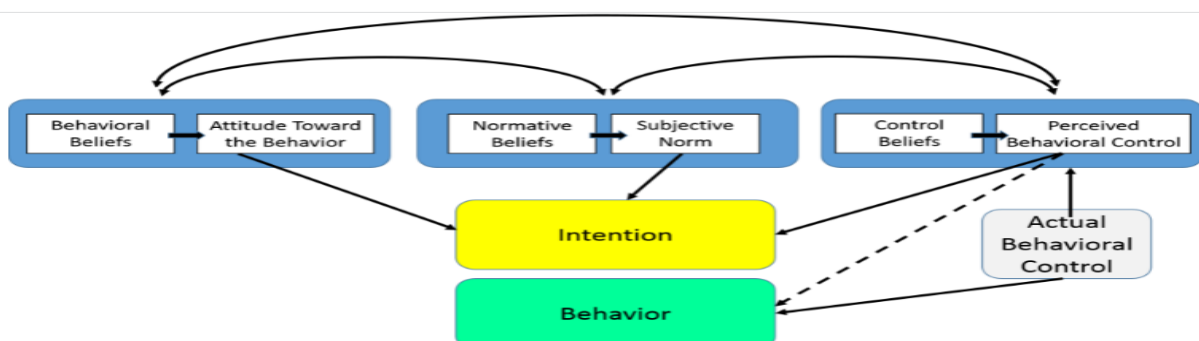 Behavioral
Beliefs
Attitude Toward
the Behavior
Normative
Beliefs
Subjective
Norm
Control
Beliefs
Perceived
Behavioral Control
Intention
Actual
Behavioral
Control
Behavior